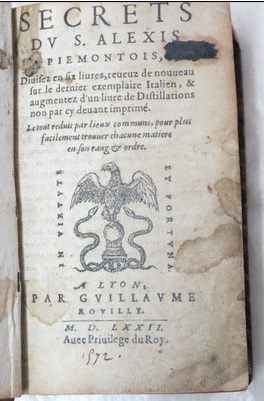 SECRETS
DV S. ALEXIS
PIEMONTOIS,
Diuisez en six liures, reueuz de nouueau
sur le dernier exemplaire Italien, &
augmentez d'vn liure de Distillations
non par cy deuant imprimé.
Le tout reduit par lieux communs, pour plus
facilement trouuer chacune matiere
en son rang & ordre.
IN VIRTVTE
ET FORTVNA
A LYON,
PAR GVILLAVME
ROVILLE.
M. D. LXXII.
Auec Priuilege du Roy.
1572.